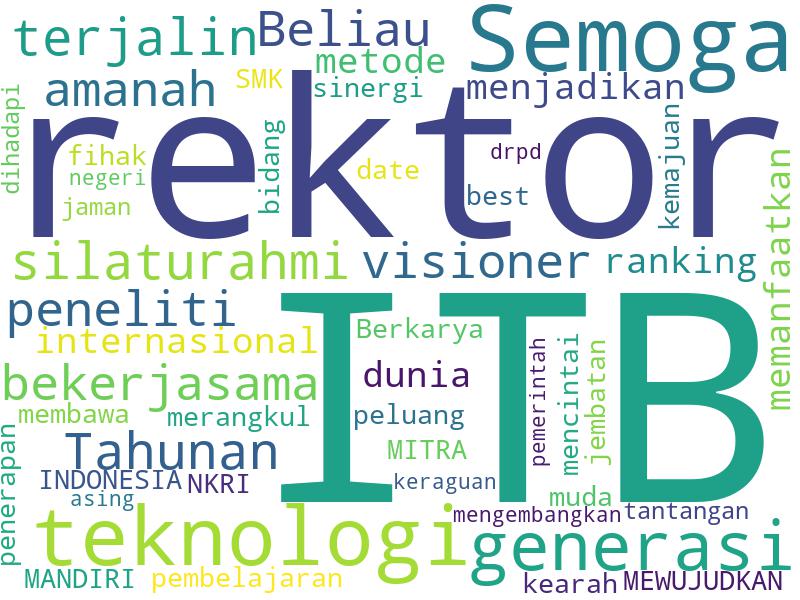 terjalin
Beliau
Semoga
metode
amanah
SMK
sinergi
menjadikan
dihadapi
rektor
fihak
negeri
jaman
bidang
date
drpd
best
kemajuan
memanfaatkan
silaturahmi
visioner
ranking
peneliti
ITB
internasional
Berkarya
bekerjasama
dunia
pemerintah
mencintai
jembatan
membawa
merangkul
peluang
Tahunan
MITRA
penerapan
INDONESIA
NKRI
keraguan
asing
muda
teknologi
mengembangkan
tantangan
generasi
MANDIRI
pembelajaran
kearah
MEWUJUDKAN